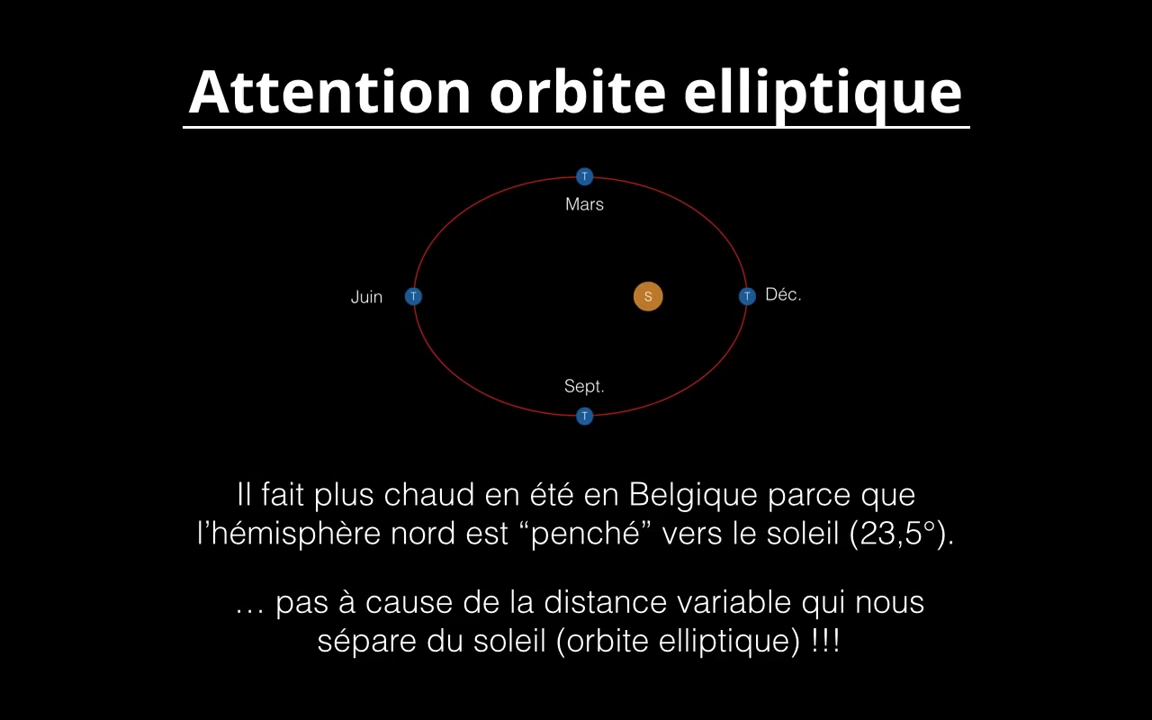 Attention orbite elliptique
T
Mars
Juin
T
S
T
Déc.
Sept.
T
Il fait plus chaud en été en Belgique parce que
l’hémisphère nord est “penché” vers le soleil (23,5°).
… pas à cause de la distance variable qui nous
sépare du soleil (orbite elliptique) !!!